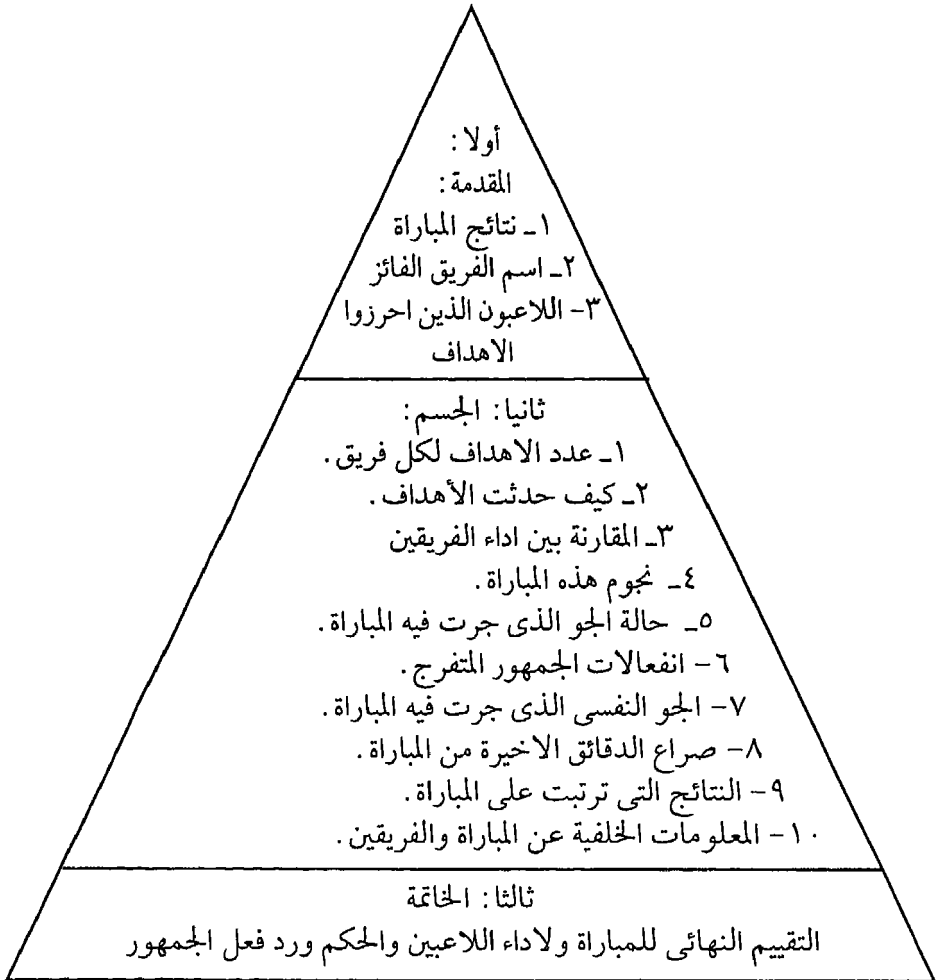 أولا :
المقدمة :
١ـ نتائج المباراة
٢ـ اسم الفريق الفائز
٣- اللاعبون الذين احرزوا
الاهداف
ثانيا : الجسم :
١ـ عدد الاهداف لكل فريق .
٢ـ كيف حدثت الأهداف .
٣ـ المقارنة بين اداء الفريقين
٤ـ نجوم هذه المباراة .
٥ـ حالة الجو الذى جرت فيه المباراة .
٦- انفعالات الجمهور المتفرج .
٧- الجو النفسى الذى جرت فيه المباراة .
٨- صراع الدقائق الاخيرة من المباراة .
٩- النتائج التى ترتبت على المباراة .
١٠- المعلومات الخلفية عن المباراة والفريقين .
ثالثا : الخاتمة
التقييم النهائى للمباراة ولاداء اللاعبين والحكم ورد فعل الجمهور